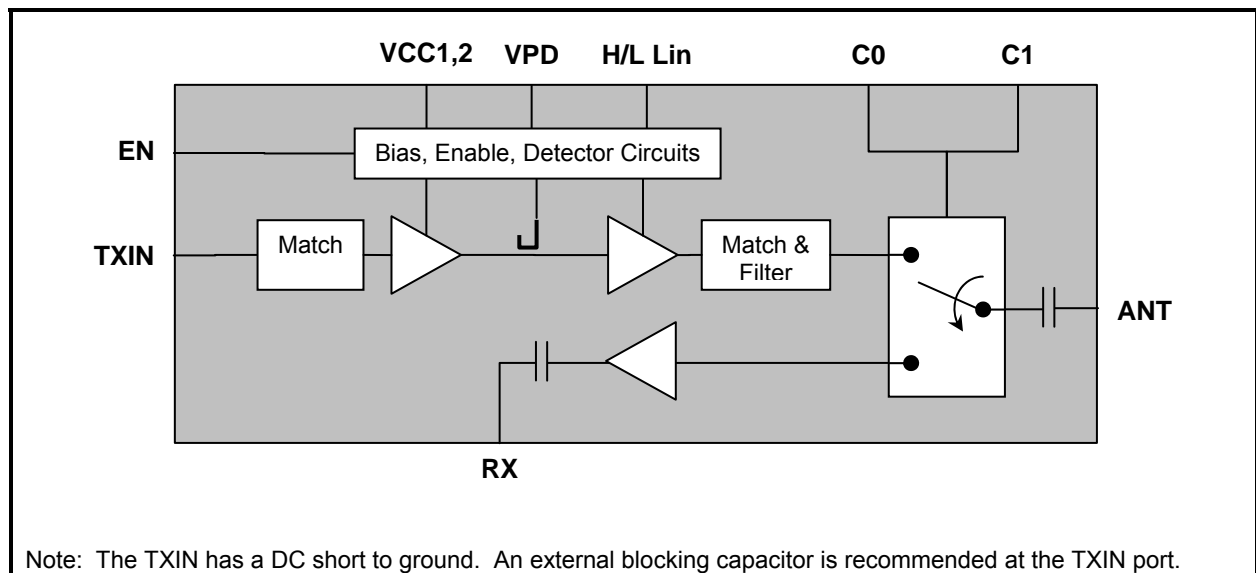 VCC1,2 VPD H/L Lin C0 C1
EN
Bias, Enable, Detector Circuits
TXIN
Match
Match &
Filter
ANT
RX
Note: The TXIN has a DC short to ground. An external blocking capacitor is recommended at the TXIN port.